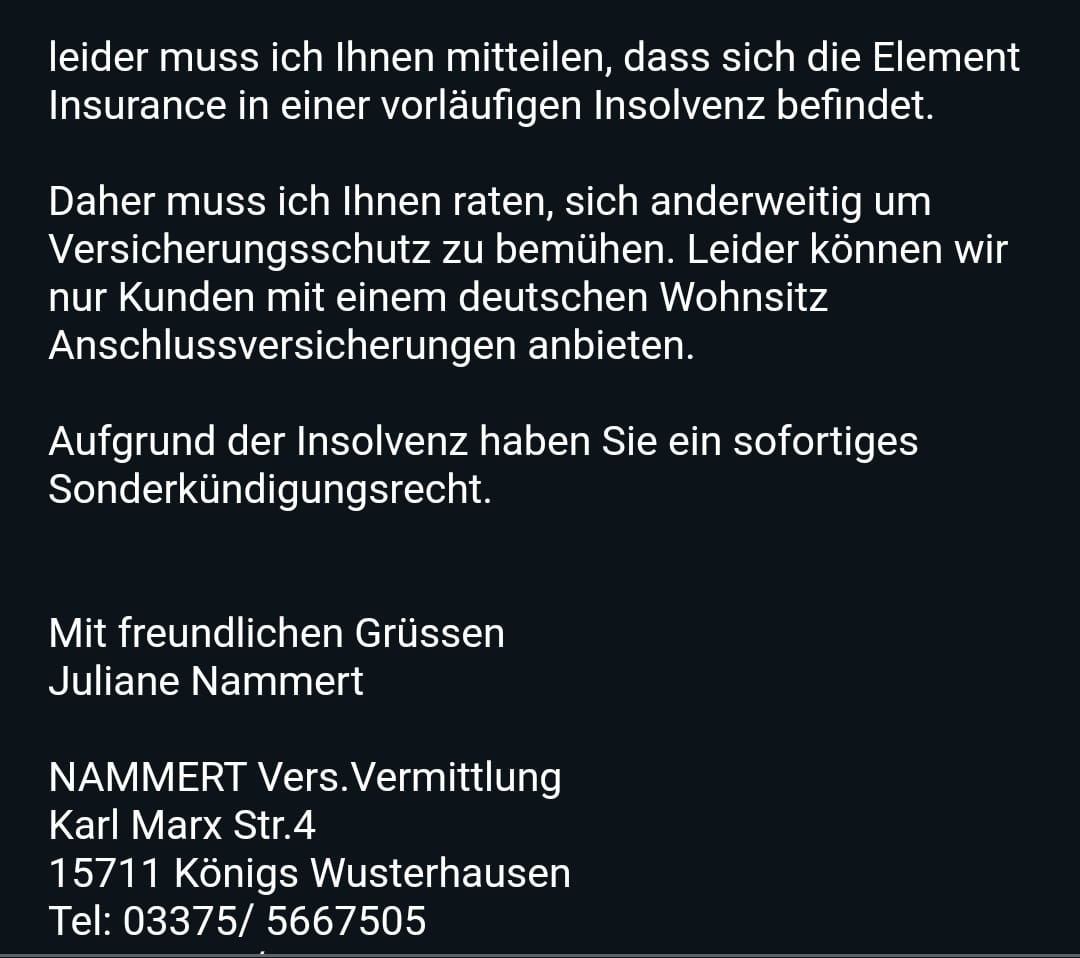 leider muss ich Ihnen mitteilen, dass sich die Element
Insurance in einer vorläufigen Insolvenz befindet.
Daher muss ich Ihnen raten, sich anderweitig um
Versicherungsschutz zu bemühen. Leider können wir
nur Kunden mit einem deutschen Wohnsitz
Anschlussversicherungen anbieten.
Aufgrund der Insolvenz haben Sie ein sofortiges
Sonderkündigungsrecht.
Mit freundlichen Grüssen
Juliane Nammert
NAMMERT Vers.Vermittlung
Karl Marx Str.4
15711 Königs Wusterhausen
Tel: 03375/ 5667505